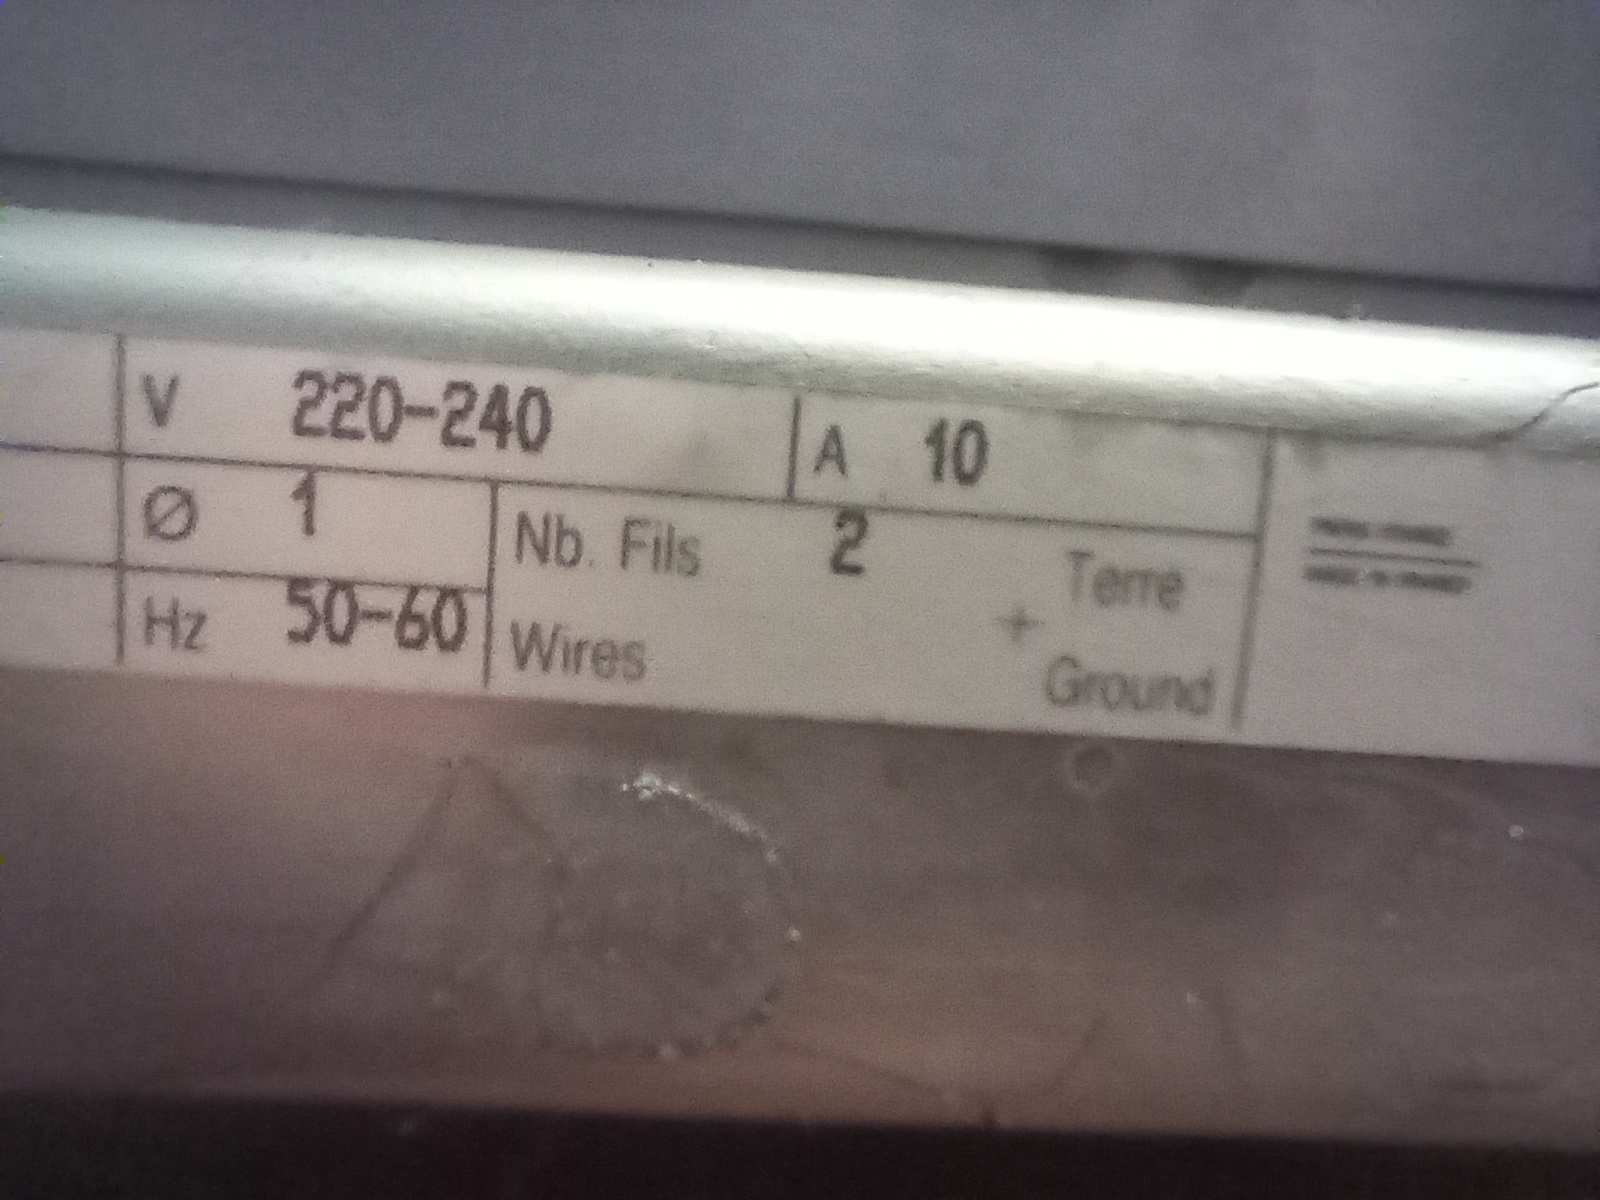 V 220-240 A 10
Ø 1 Nb. Fils 2 Terre
Hz 50-60 Wires + Ground